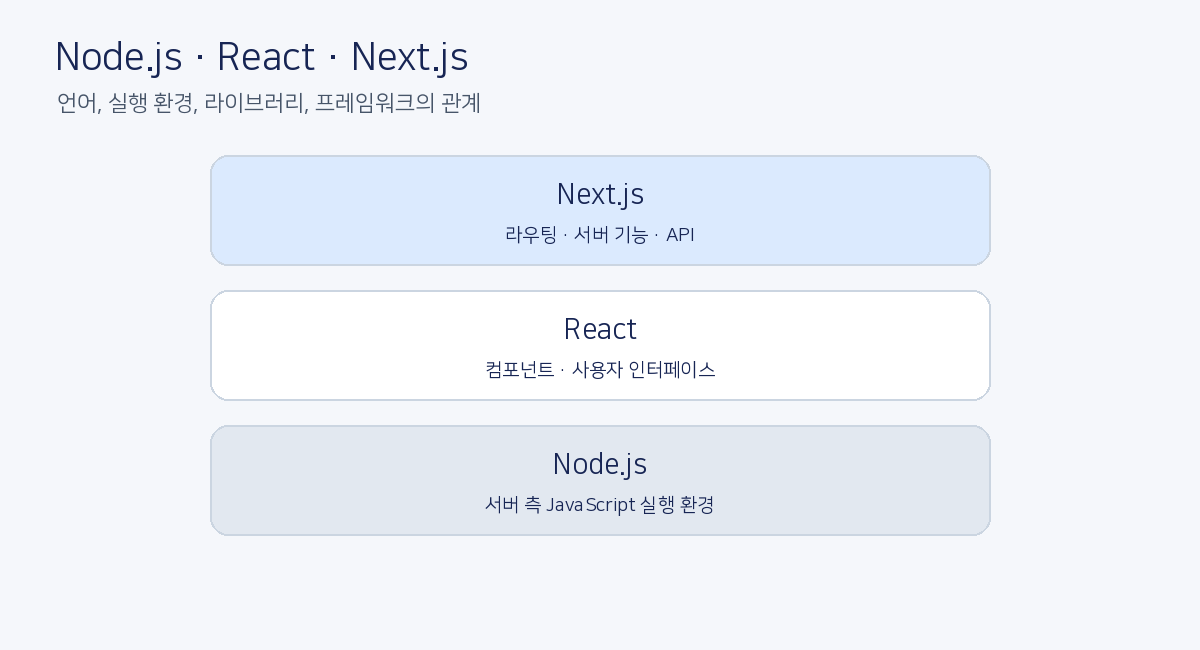 Node.js · React · Next.js
언어, 실행 환경, 라이브러리, 프레임워크의 관계
Next.js
라우팅 · 서버 기능 · API
React
컴포넌트 · 사용자 인터페이스
Node.js
서버 측 JavaScript 실행 환경